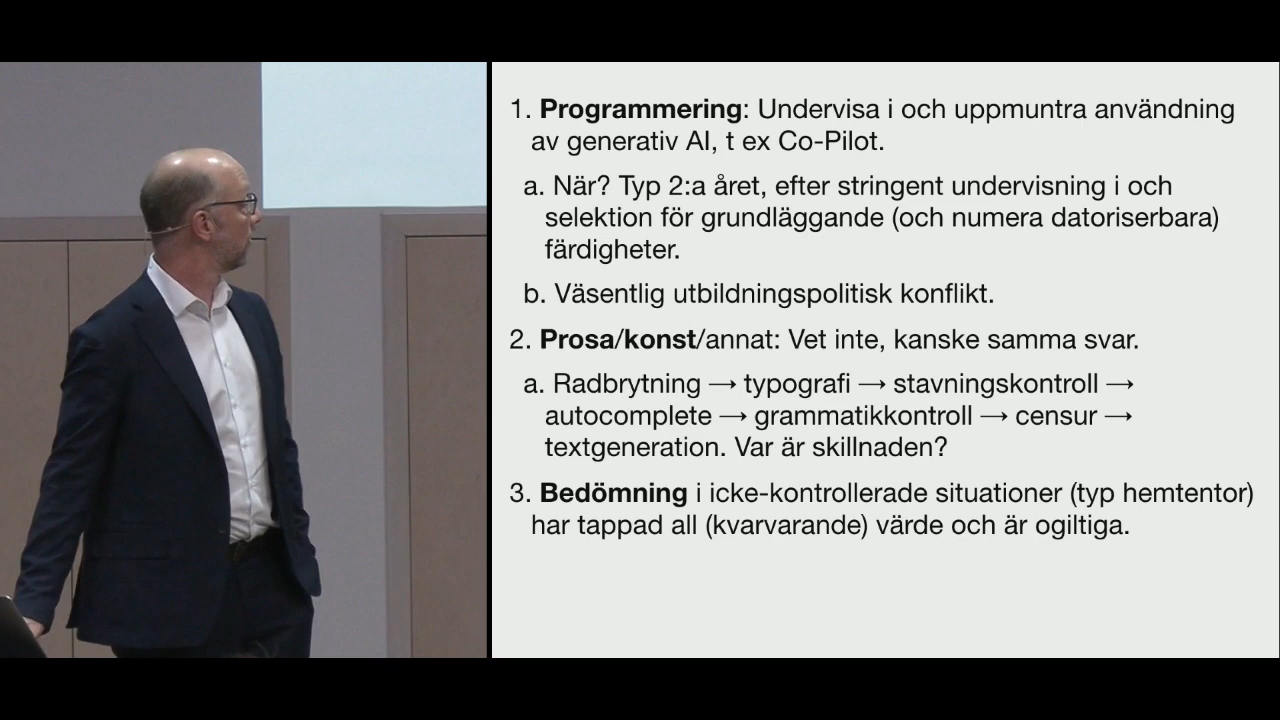 1. Programmering: Undervisa i och uppmuntra användning
av generativ AI, t ex Co-Pilot.
a. När? Typ 2:a året, efter stringent undervisning i och
selektion för grundläggande (och numera datoriserbara)
färdigheter.
b. Väsentlig utbildningspolitisk konflikt.
2. Prosa/konst/annat: Vet inte, kanske samma svar.
a. Radbrytning → typografi → stavningskontroll →
autocomplete → grammatikkontroll → censur →
textgeneration. Var är skillnaden?
3. Bedömning i icke-kontrollerade situationer (typ hemtentor)
har tappad all (kvarvarande) värde och är ogiltiga.